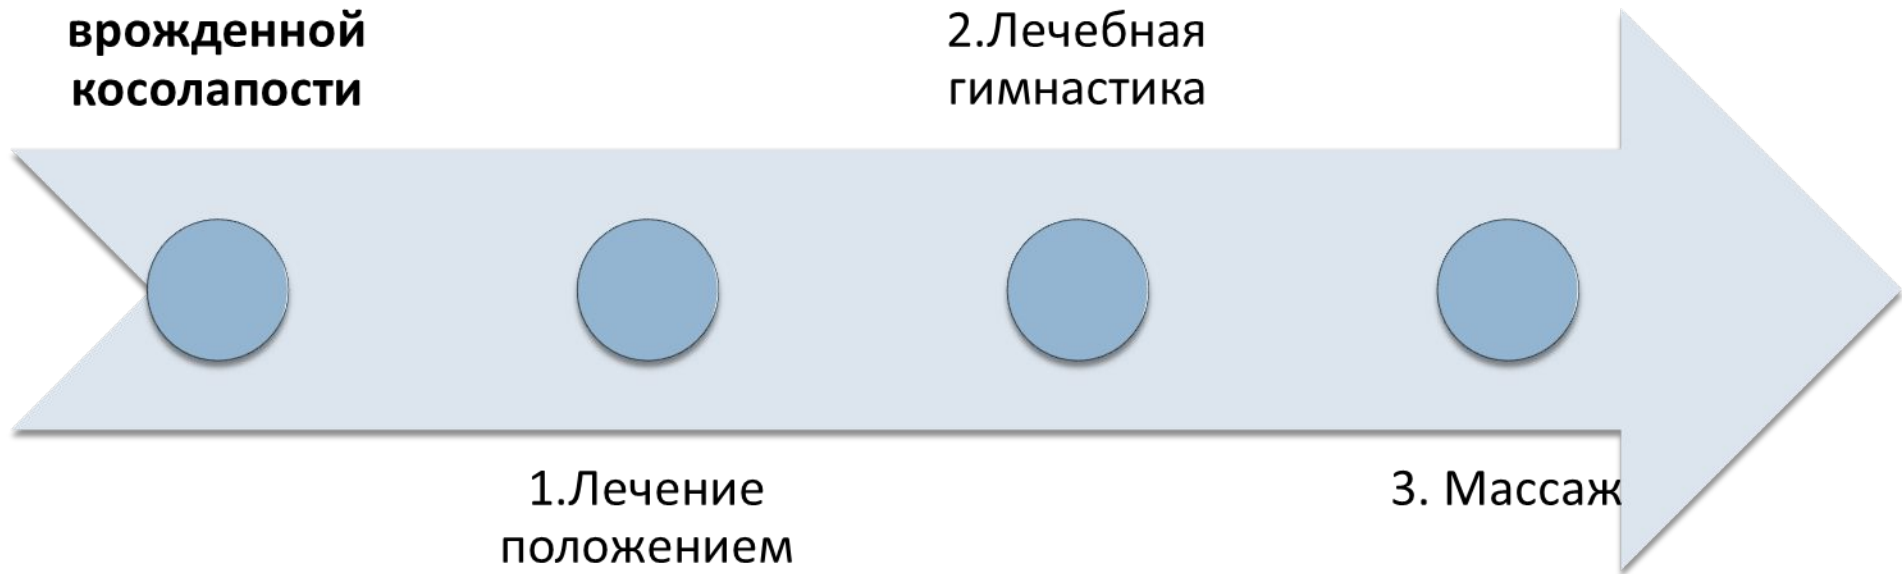 врожденной
косолапости
1.Лечение
положением
2.Лечебная
гимнастика
3. Массаж